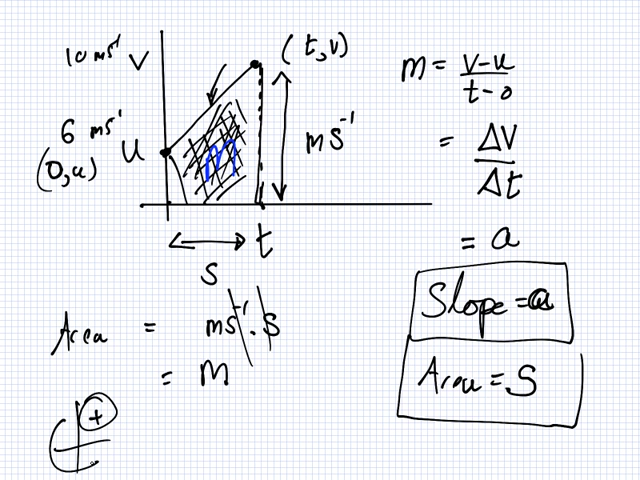 10 ms⁻¹ V
(t,v)
6 ms⁻¹ U
(0,u)
m
ms⁻¹
s
t
m = v-u / t-0
= ΔV / Δt
= a
Slope = a
Area = S
Area = ms⁻¹ . s
= m
+